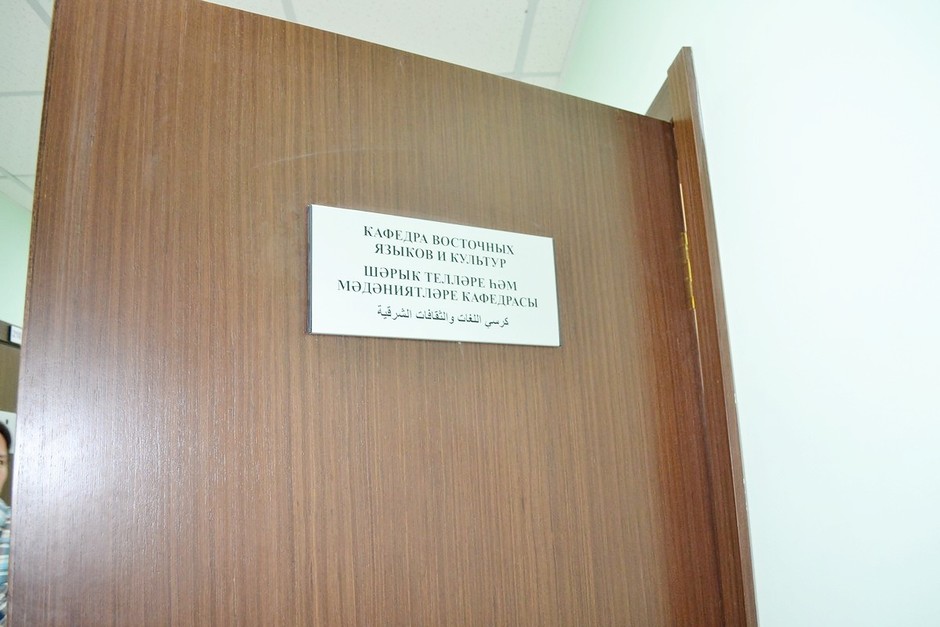 КАФЕДРА ВОСТОЧНЫХ
ЯЗЫКОВ И КУЛЬТУР
ШӘРЫК ТЕЛЛӘРЕ ҺӘМ
МӘДӘНИЯТЛӘРЕ КАФЕДРАСЫ
كرسي اللغات والثقافات الشرقية